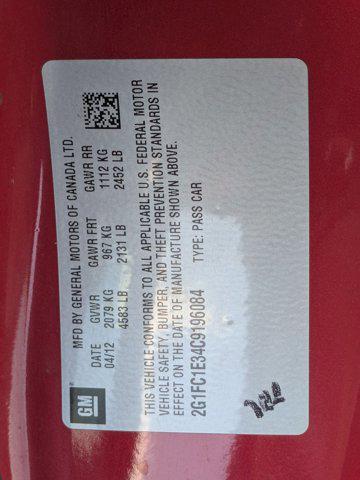 GM
MFD BY GENERAL MOTORS OF CANADA LTD.
DATE GVWR GAWR FRT GAWR RR
04/12 2079 KG 967 KG 1112 KG
4583 LB 2131 LB 2452 LB
THIS VEHICLE CONFORMS TO ALL APPLICABLE U.S. FEDERAL MOTOR
VEHICLE SAFETY, BUMPER, AND THEFT PREVENTION STANDARDS IN
EFFECT ON THE DATE OF MANUFACTURE SHOWN ABOVE.
2G1FC1E34C9196084 TYPE: PASS CAR